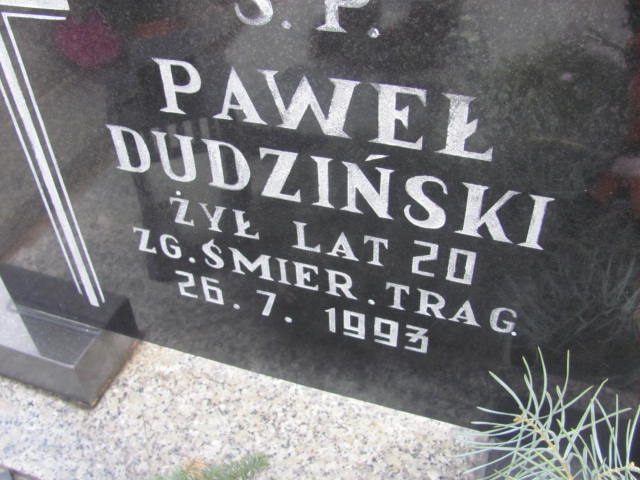 Ś. P.
PAWEŁ
DUDZIŃSKI
ŻYŁ LAT 20
ZG. ŚMIER. TRAG.
26. 7. 1993